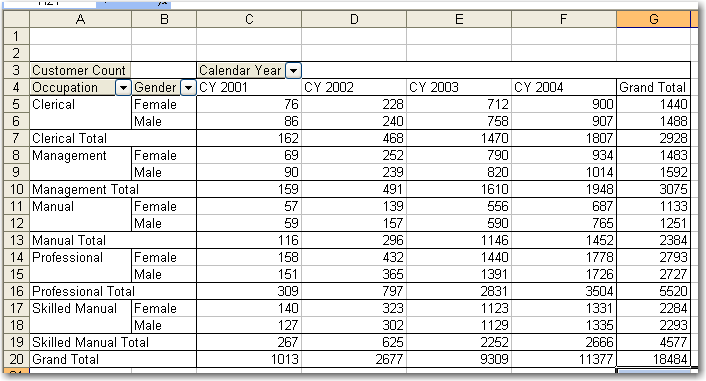 A B C D E F G
1
2
3 Customer Count Calendar Year
4 Occupation Gender CY 2001 CY 2002 CY 2003 CY 2004 Grand Total
5 Clerical Female 76 228 712 900 1440
6 Male 86 240 758 907 1488
7 Clerical Total 162 468 1470 1807 2928
8 Management Female 69 252 790 934 1483
9 Male 90 239 820 1014 1592
10 Management Total 159 491 1610 1948 3075
11 Manual Female 57 139 556 687 1133
12 Male 59 157 590 765 1251
13 Manual Total 116 296 1146 1452 2384
14 Professional Female 158 432 1440 1778 2793
15 Male 151 365 1391 1726 2727
16 Professional Total 309 797 2831 3504 5520
17 Skilled Manual Female 140 323 1123 1331 2284
18 Male 127 302 1129 1335 2293
19 Skilled Manual Total 267 625 2252 2666 4577
20 Grand Total 1013 2677 9309 11377 18484